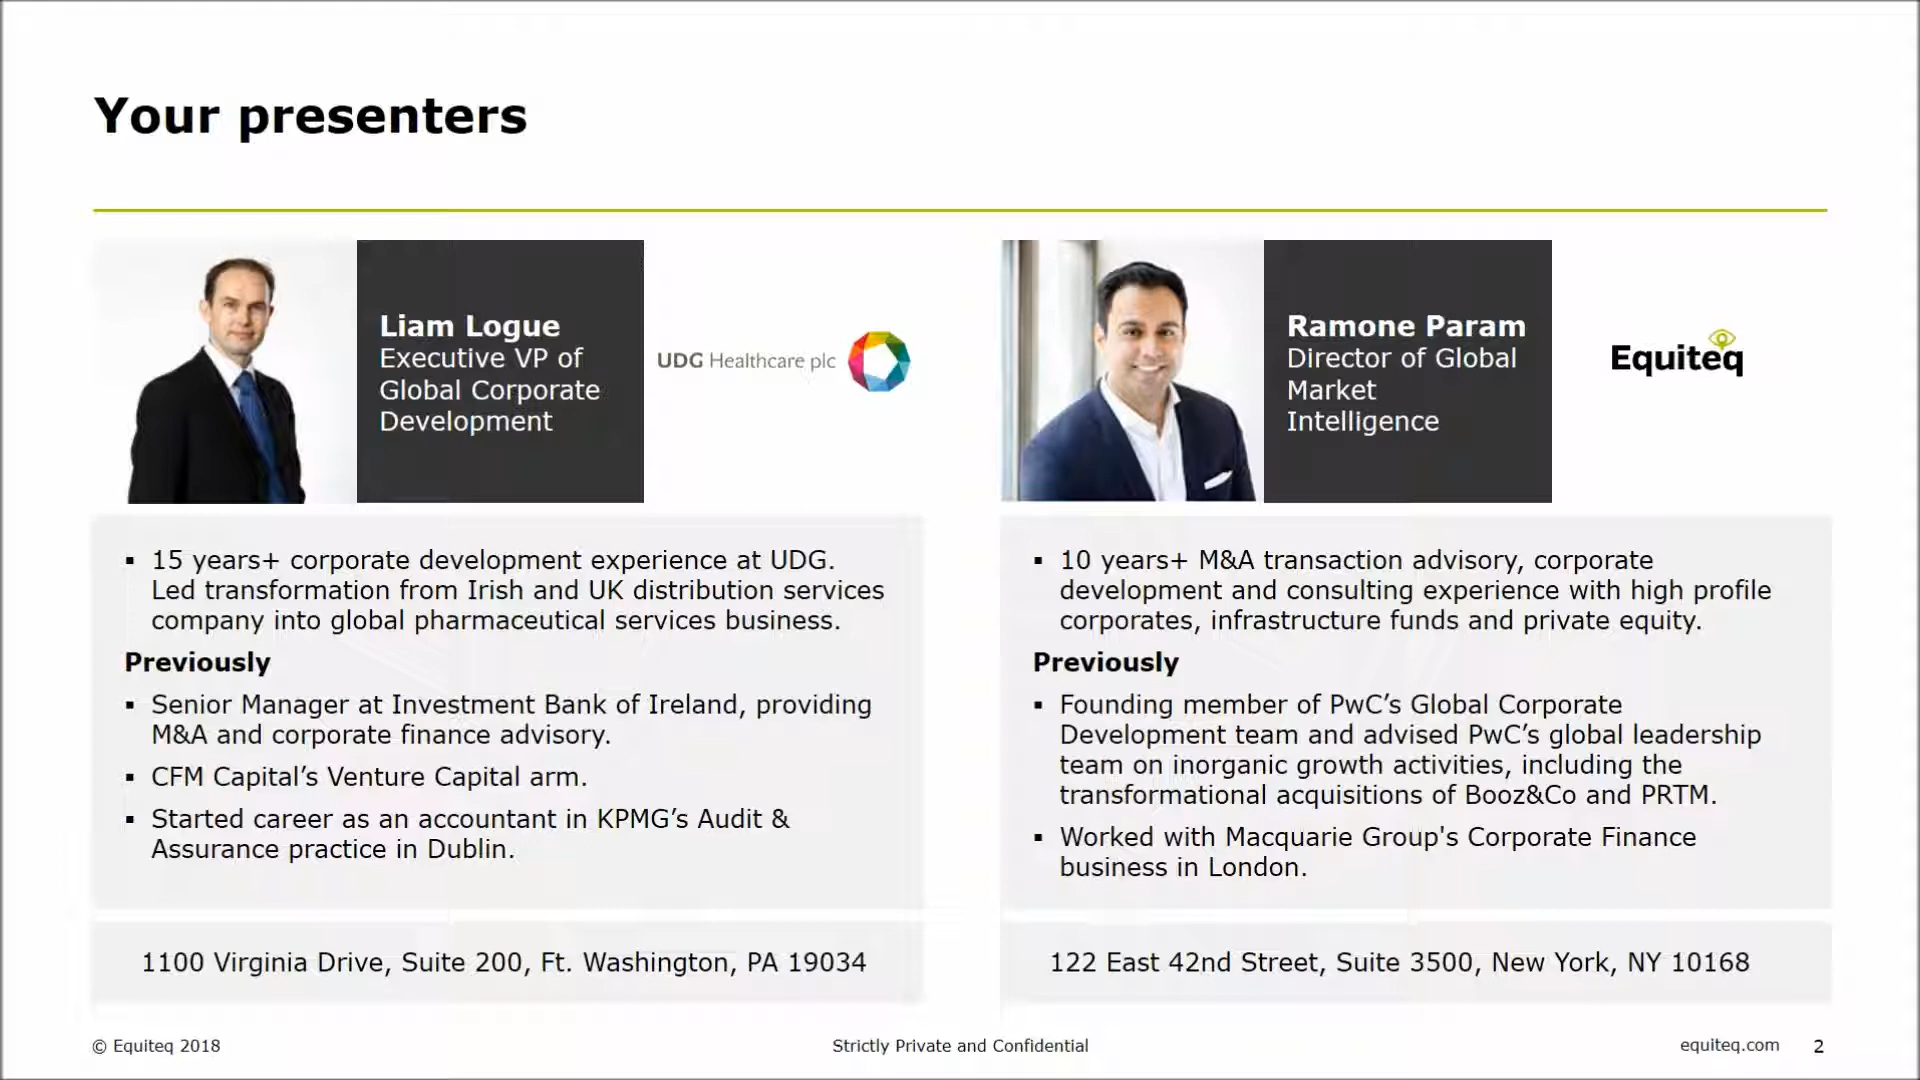 Your presenters
Liam Logue
Executive VP of
Global Corporate
Development
UDG Healthcare plc
15 years+ corporate development experience at UDG.
Led transformation from Irish and UK distribution services
company into global pharmaceutical services business.
Previously
Senior Manager at Investment Bank of Ireland, providing
M&A and corporate finance advisory.
CFM Capital’s Venture Capital arm.
Started career as an accountant in KPMG’s Audit &
Assurance practice in Dublin.
1100 Virginia Drive, Suite 200, Ft. Washington, PA 19034
Ramone Param
Director of Global
Market
Intelligence
Equiteq
10 years+ M&A transaction advisory, corporate
development and consulting experience with high profile
corporates, infrastructure funds and private equity.
Previously
Founding member of PwC’s Global Corporate
Development team and advised PwC’s global leadership
team on inorganic growth activities, including the
transformational acquisitions of Booz&Co and PRTM.
Worked with Macquarie Group's Corporate Finance
business in London.
122 East 42nd Street, Suite 3500, New York, NY 10168
© Equiteq 2018
Strictly Private and Confidential
equiteq.com
2